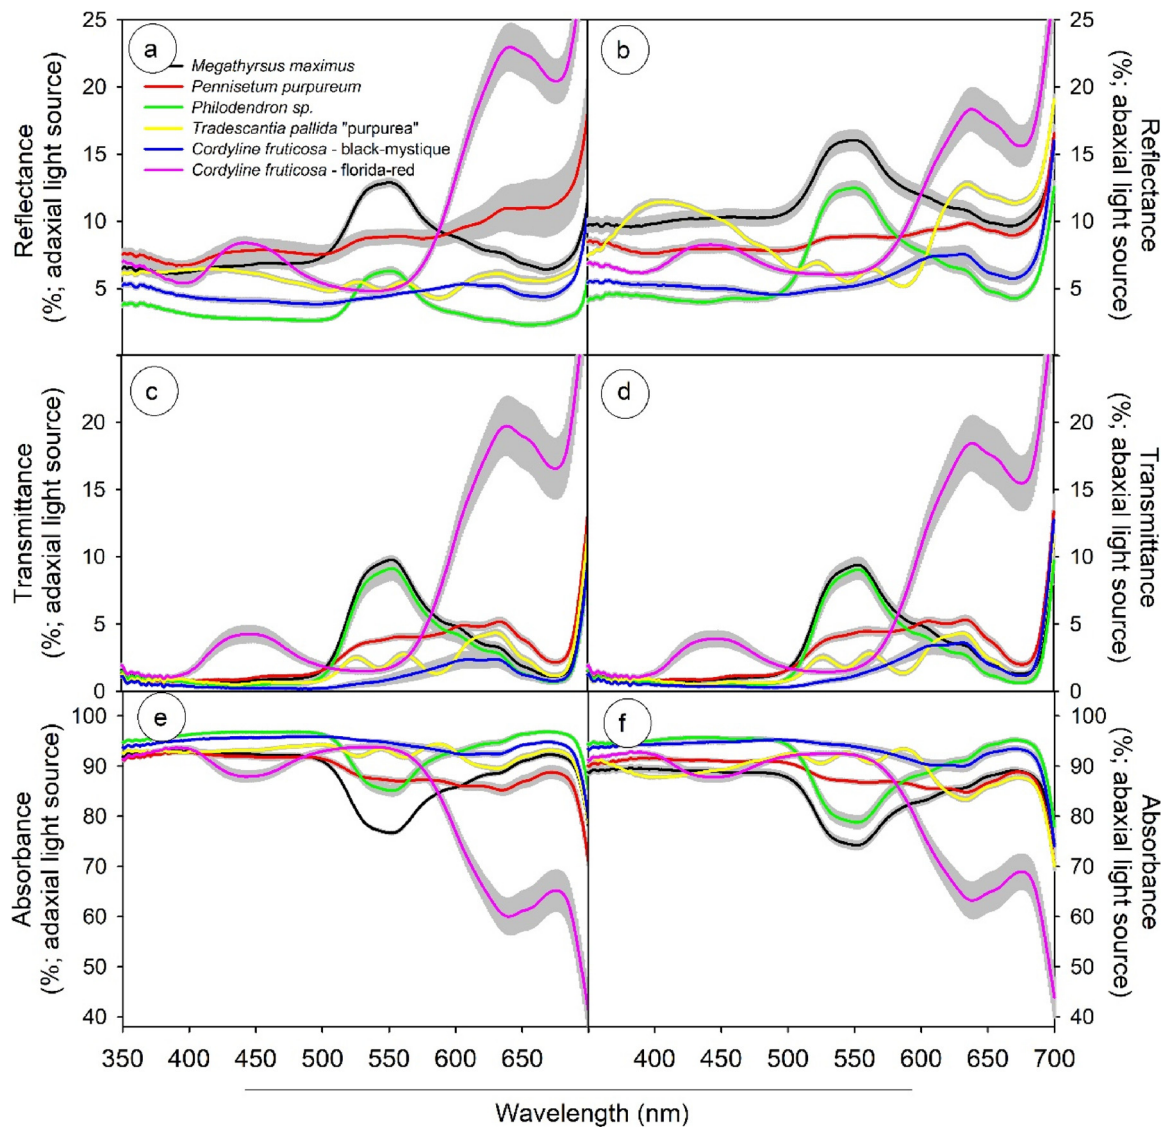 a
b
Megathyrsus maximus
Pennisetum purpureum
Philodendron sp.
Tradescantia pallida "purpurea"
Cordyline fruticosa - black-mystique
Cordyline fruticosa - florida-red
Reflectance
(%; adaxial light source)
25
20
15
10
5
25
20
15
10
5
Reflectance
(%; abaxial light source)
c
d
Transmittance
(%; adaxial light source)
20
15
10
5
0
20
15
10
5
0
Transmittance
(%; abaxial light source)
e
f
Absorbance
(%; adaxial light source)
100
90
80
70
60
50
40
100
90
80
70
60
50
40
Absorbance
(%; abaxial light source)
350 400 450 500 550 600 650 400 450 500 550 600 650 700
Wavelength (nm)